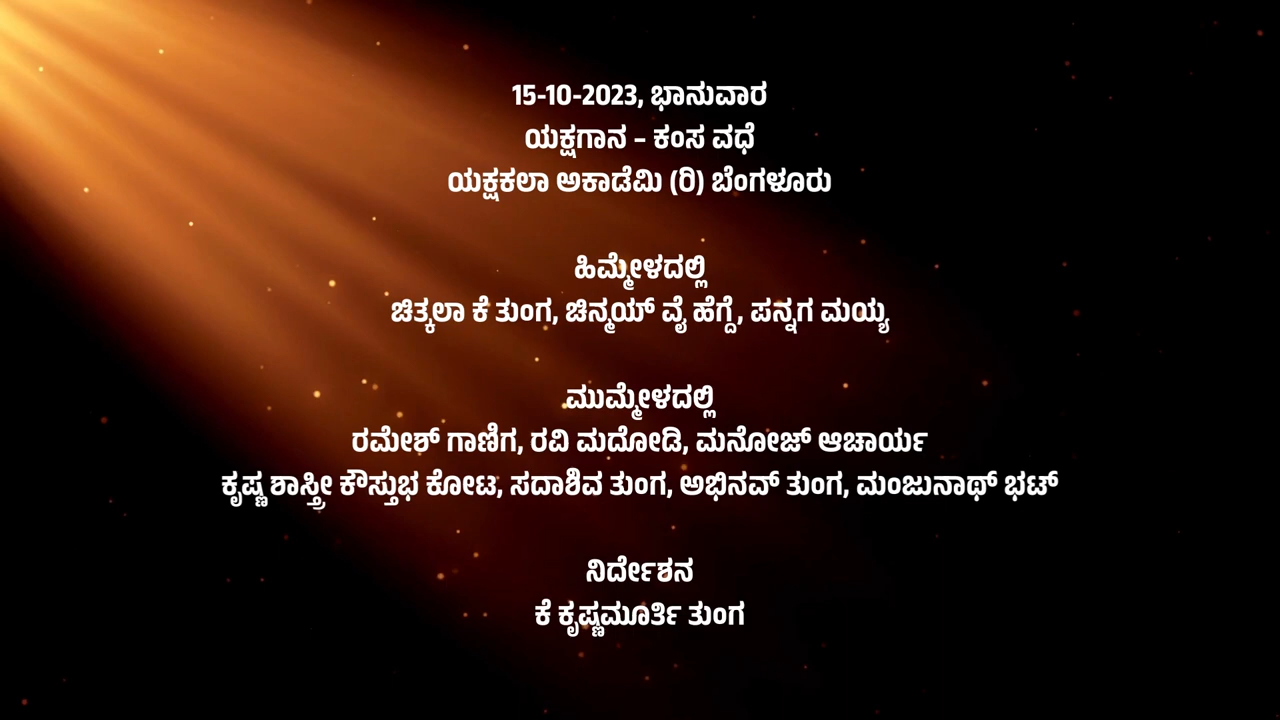 15-10-2023, ಭಾನುವಾರ
ಯಕ್ಷಗಾನ – ಕಂಸ ವಧೆ
ಯಕ್ಷಕಲಾ ಅಕಾಡೆಮಿ (ರಿ) ಬೆಂಗಳೂರು
ಹಿಮ್ಮೇಳದಲ್ಲಿ
ಚಿತ್ಕಲಾ ಕೆ ತುಂಗ, ಚಿನ್ಮಯ್ ವೈ ಹೆಗ್ಡೆ, ಪನ್ನಗ ಮಯ್ಯ
ಮುಮ್ಮೇಳದಲ್ಲಿ
ರಮೇಶ್ ಗಾಣಿಗ, ರವಿ ಮದೋಡಿ, ಮನೋಜ್ ಆಚಾರ್ಯ
ಕೃಷ್ಣ ಶಾಸ್ತ್ರೀ ಕೌಸ್ತುಭ ಕೋಟ, ಸದಾಶಿವ ತುಂಗ, ಅಭಿನವ್ ತುಂಗ, ಮಂಜುನಾಥ್ ಭಟ್
ನಿರ್ದೇಶನ
ಕೆ ಕೃಷ್ಣಮೂರ್ತಿ ತುಂಗ